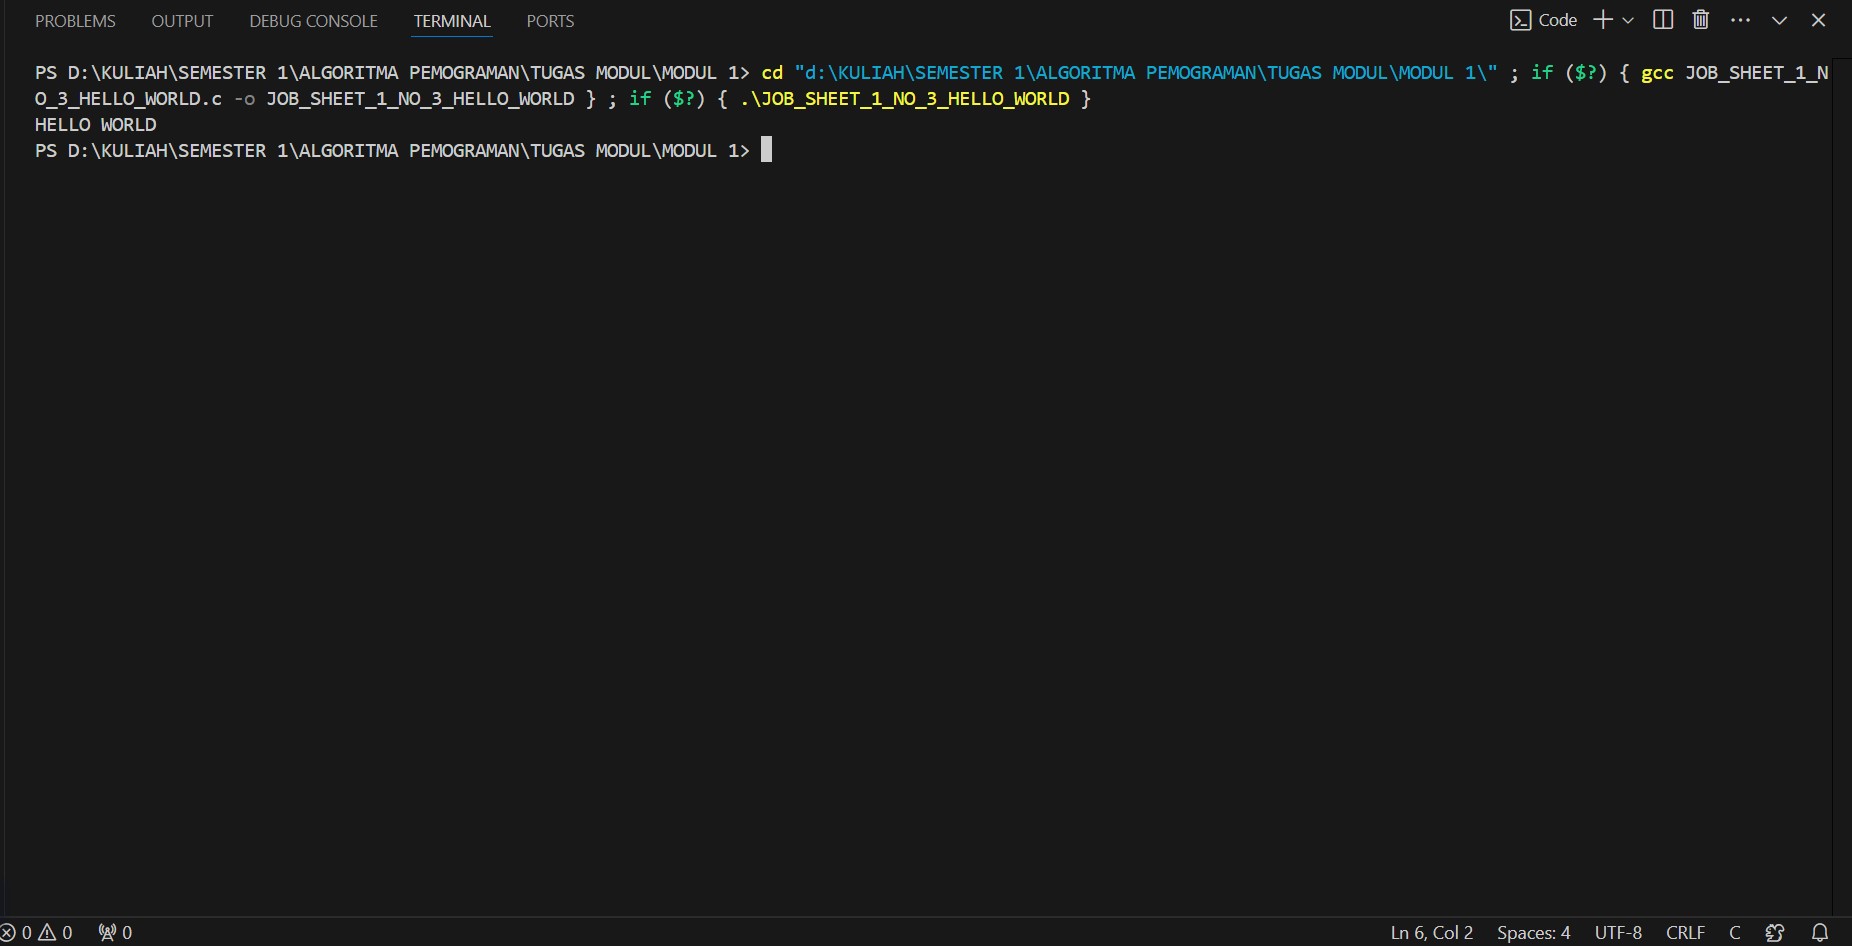 PROBLEMS OUTPUT DEBUG CONSOLE TERMINAL PORTS Code
PS D:\KULIAH\SEMESTER 1\ALGORITMA PEMOGRAMAN\TUGAS MODUL\MODUL 1> cd "d:\KULIAH\SEMESTER 1\ALGORITMA PEMOGRAMAN\TUGAS MODUL\MODUL 1\" ; if ($?) { gcc JOB_SHEET_1_N
O_3_HELLO_WORLD.c -o JOB_SHEET_1_NO_3_HELLO_WORLD } ; if ($?) { .\JOB_SHEET_1_NO_3_HELLO_WORLD }
HELLO WORLD
PS D:\KULIAH\SEMESTER 1\ALGORITMA PEMOGRAMAN\TUGAS MODUL\MODUL 1>
0 0 0 Ln 6, Col 2 Spaces: 4 UTF-8 CRLF C